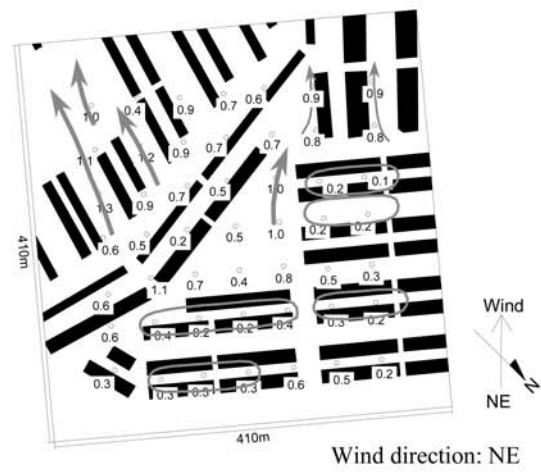 0.9 0.9
1.0 0.4 0.9 0.7 0.6
0.8 0.8
1.1 1.2 0.9 0.7 0.7
0.2 0.1
1.3 0.9 0.7 0.5 1.0
0.2 0.2
0.6 0.5 0.2 0.5 1.0
410m
1.1 0.7 0.4 0.8 0.5 0.3
0.6
0.4 0.2 0.2 0.4 0.3 0.2
0.6
0.3 0.3 0.3 0.3 0.6 0.5 0.2
410m
Wind
N
NE
Wind direction: NE